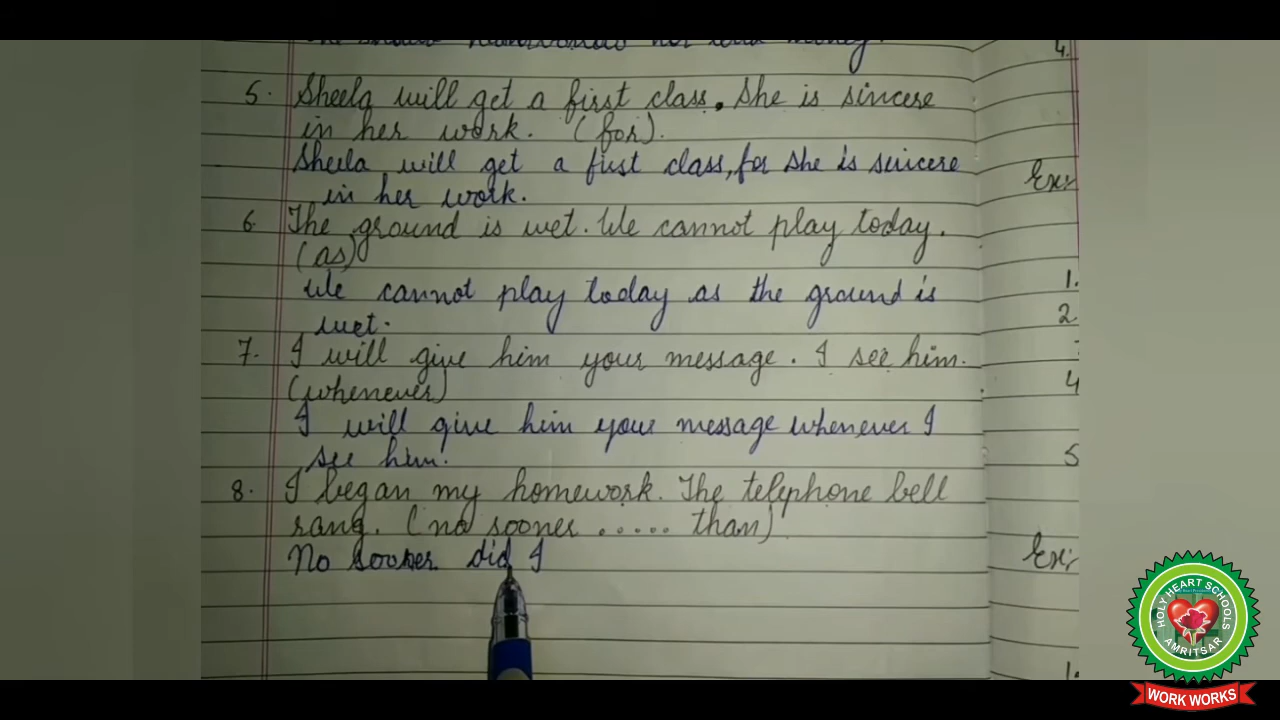 money.
4.
5. Sheela will get a first class. She is sincere
in her work. (for).
Sheela will get a first class, for she is sincere
in her work.
Ex:
6. The ground is wet. We cannot play today.
(as)
We cannot play today as the ground is
wet.
1.
2
7. I will give him your message. I see him.
(whenever)
4
I will give him your message whenever I
see him.
5
8. I began my homework. The telephone bell
rang. (no sooner ..... than)
No sooner did I
Ex:
1.
HOLY HEART SCHOOLS
AMRITSAR
WORK WORKS